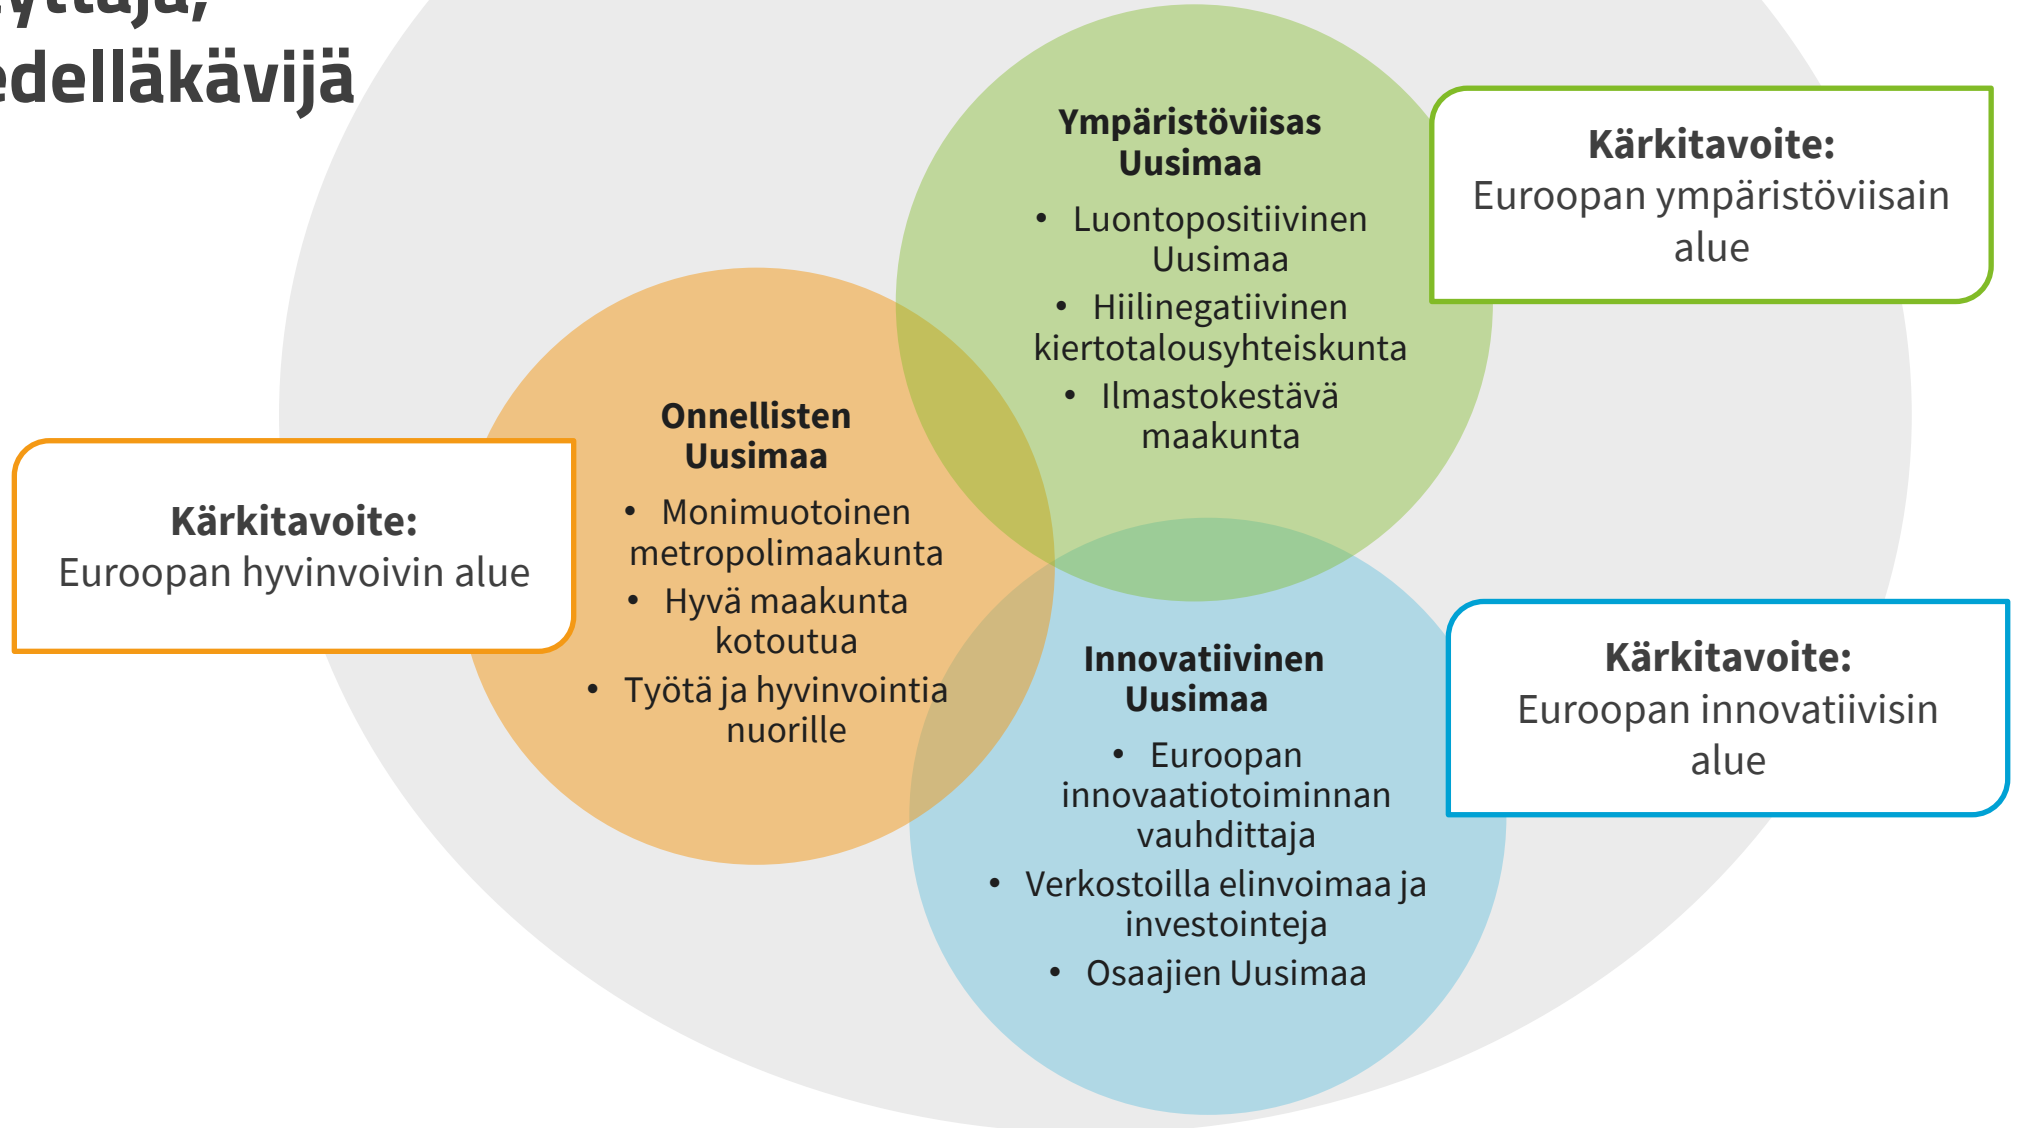 edelläkävijä
Ympäristöviisas
Uusimaa
• Luontopositiivinen
Uusimaa
• Hiilinegatiivinen
kiertotalousyhteiskunta
• Ilmastokestävä
maakunta
Kärkitavoite:
Euroopan ympäristöviisain
alue
Onnellisten
Uusimaa
• Monimuotoinen
metropolimaakunta
• Hyvä maakunta
kotoutua
• Työtä ja hyvinvointia
nuorille
Kärkitavoite:
Euroopan hyvinvoivin alue
Innovatiivinen
Uusimaa
• Euroopan
innovaatiotoiminnan
vauhdittaja
• Verkostoilla elinvoimaa ja
investointeja
• Osaajien Uusimaa
Kärkitavoite:
Euroopan innovatiivisin
alue